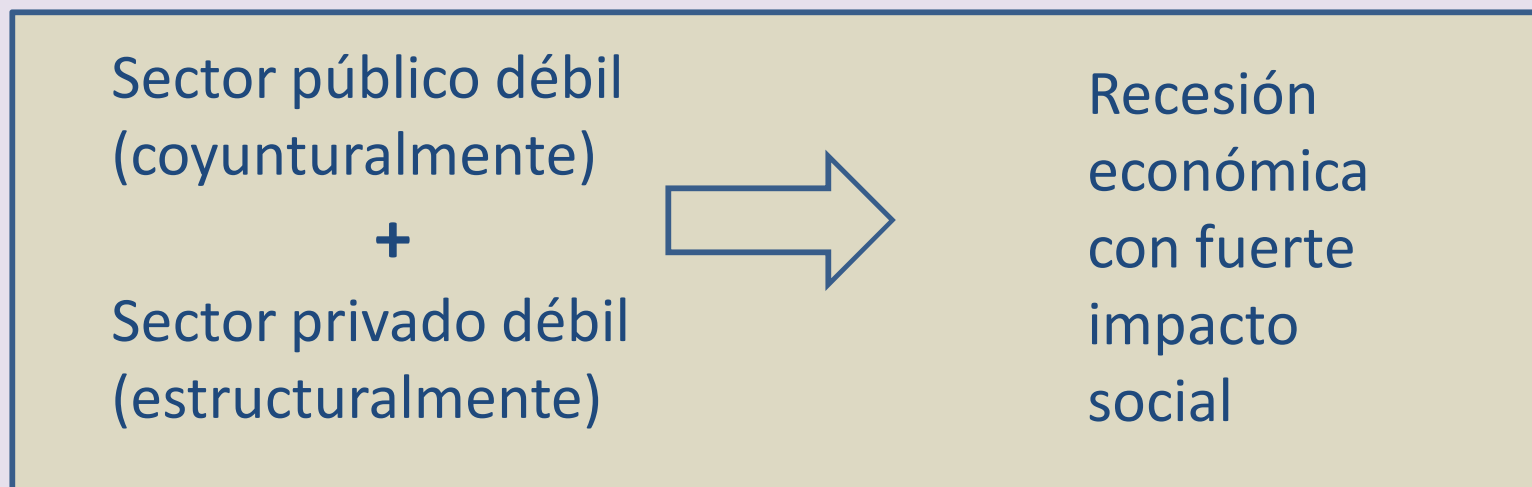 Sector público débil
(coyunturalmente)
+
Sector privado débil
(estructuralmente)
Recesión
económica
con fuerte
impacto
social